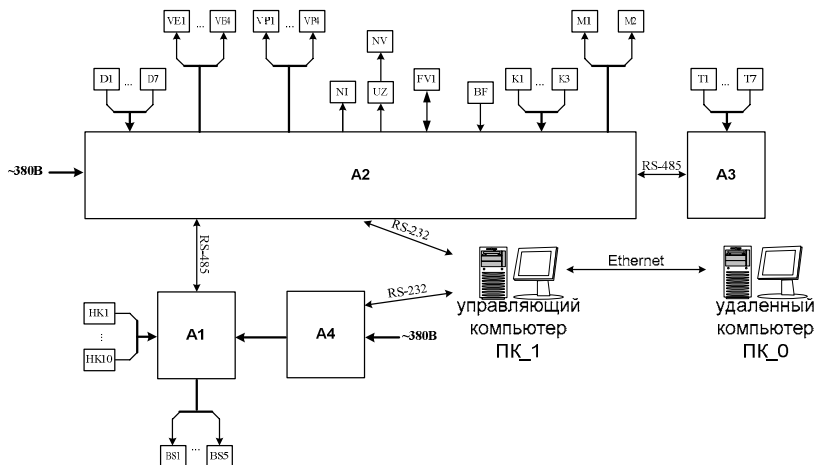 VE1 ... VE4
VP1 ... VP4
M1 ... M2
NV
D1 ... D7
NI
UZ
FV1
BF
K1 ... K3
T1 ... T7
~380В
A2
RS-485
A3
RS-485
RS-232
Ethernet
RS-232
HK1
...
HK10
A1
A4
~380В
управляющий
компьютер
ПК_1
удаленный
компьютер
ПК_0
BS1 ... BS5